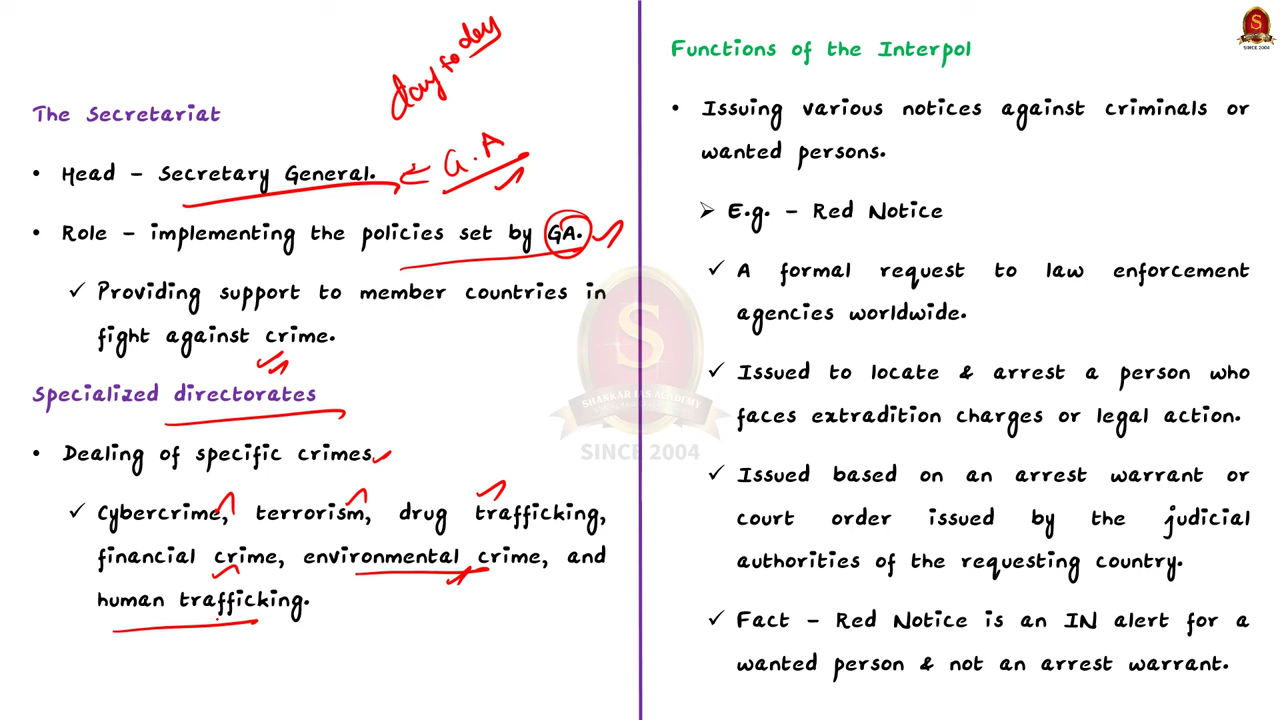 day to day
The Secretariat
• Head – Secretary General. ⇐ G.A
• Role – implementing the policies set by GA.
✓ Providing support to member countries in
fight against crime.
Specialized directorates
• Dealing of specific crimes
✓ Cybercrime, terrorism, drug trafficking,
financial crime, environmental crime, and
human trafficking.
Functions of the Interpol
• Issuing various notices against criminals or
wanted persons.
➢ E.g. – Red Notice
✓ A formal request to law enforcement
agencies worldwide.
✓ Issued to locate & arrest a person who
faces extradition charges or legal action.
✓ Issued based on an arrest warrant or
court order issued by the judicial
authorities of the requesting country.
✓ Fact – Red Notice is an IN alert for a
wanted person & not an arrest warrant.
S
SINCE 2004
S
SHANKAR IAS ACADEMY
SINCE 2004